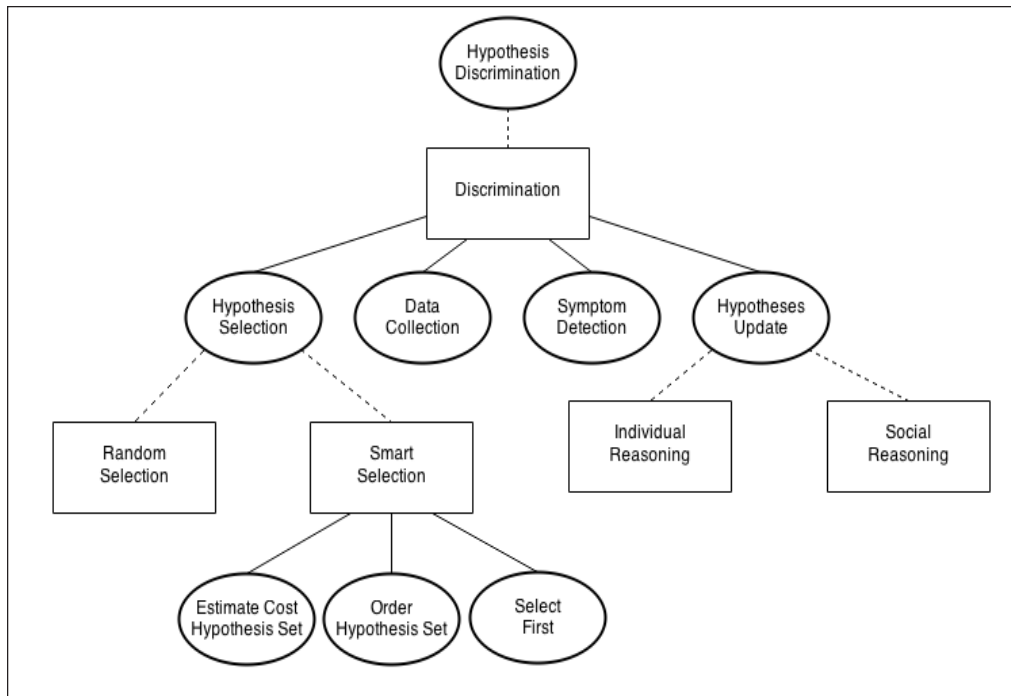 Hypothesis
Discrimination
Discrimination
Hypothesis
Selection
Data
Collection
Symptom
Detection
Hypotheses
Update
Random
Selection
Smart
Selection
Individual
Reasoning
Social
Reasoning
Estimate Cost
Hypothesis Set
Order
Hypothesis Set
Select
First